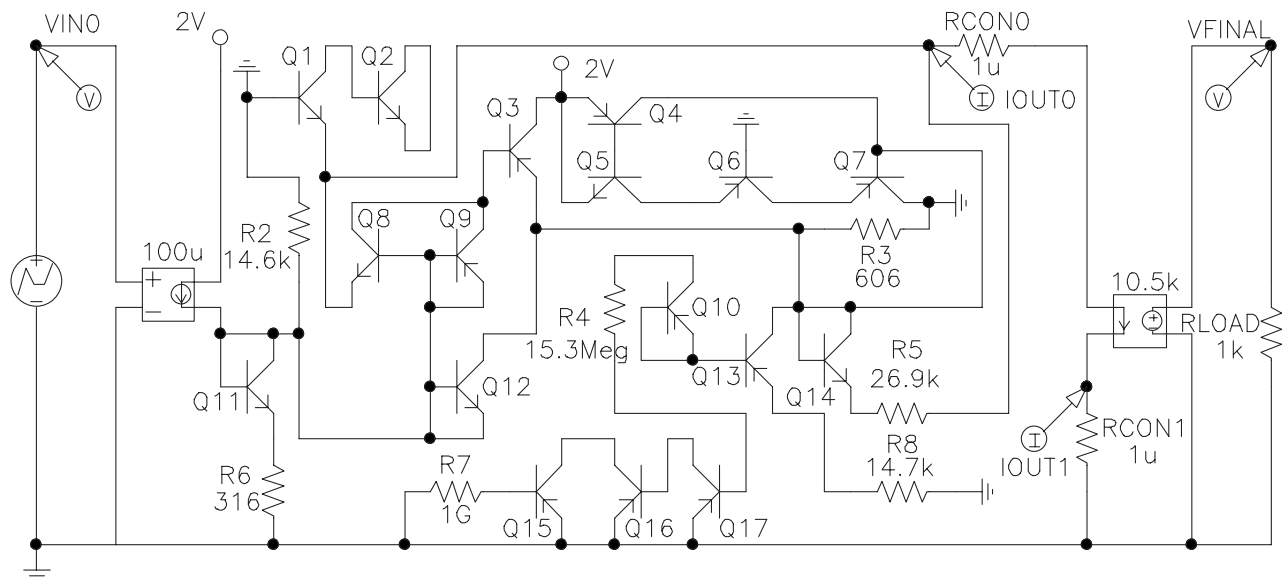 VIN0
2V
Q1
Q2
RCON0
1u
VFINAL
V
Q3
2V
Q4
I
IOUT0
V
Q5
Q6
Q7
R2
14.6k
Q8
Q9
100u
+
−
R3
606
10.5k
+
−
+
−
R4
15.3Meg
Q10
RLOAD
1k
Q11
Q12
Q13
Q14
R5
26.9k
I
IOUT1
RCON1
1u
R6
316
R7
1G
R8
14.7k
Q15
Q16
Q17